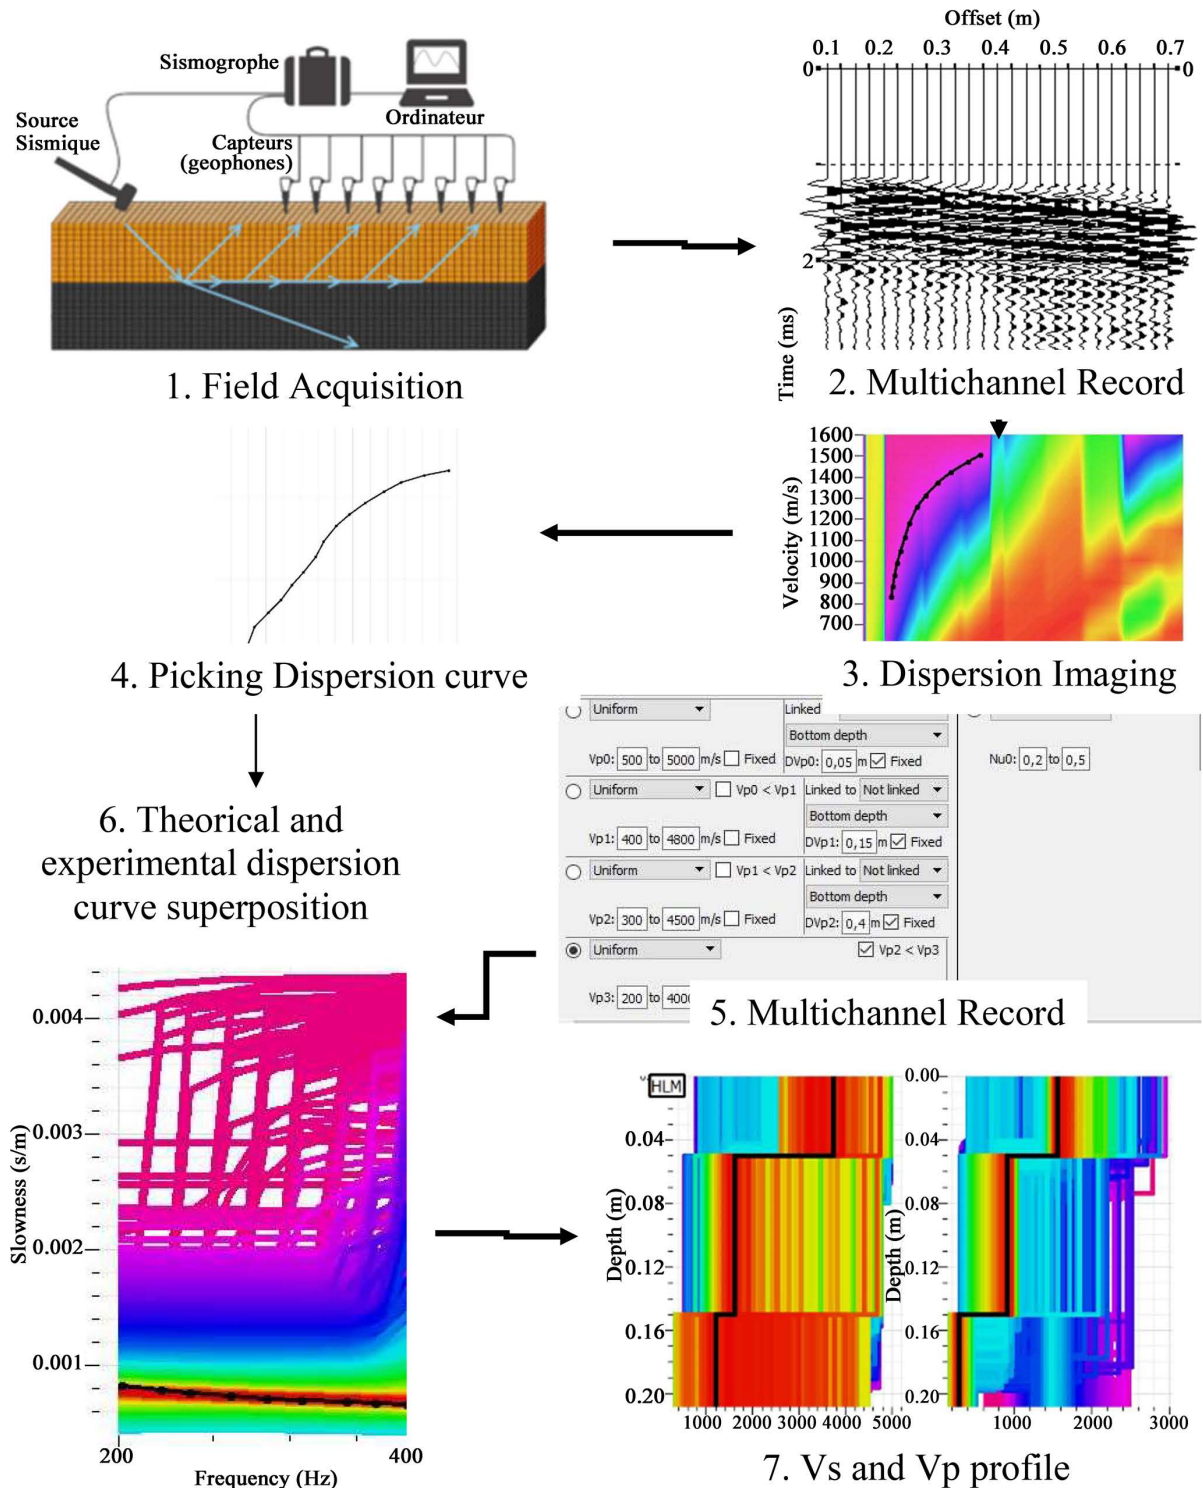 Sismogrophe
Source
Sismique
Ordinateur
Capteurs
(geophones)
1. Field Acquisition
Offset (m)
0.1 0.2 0.3 0.4 0.5 0.6 0.7
0 0
2 2
Time (ms)
2. Multichannel Record
1600
1500
1400
1300
1200
1100
1000
900
800
700
Velocity (m/s)
3. Dispersion Imaging
4. Picking Dispersion curve
Uniform Linked
Bottom depth
Vp0: 500 to 5000 m/s Fixed DVp0: 0,05 m Fixed Nu0: 0,2 to 0,5
Uniform Vp0 < Vp1 Linked to Not linked
Bottom depth
Vp1: 400 to 4800 m/s Fixed DVp1: 0,15 m Fixed
Uniform Vp1 < Vp2 Linked to Not linked
Bottom depth
Vp2: 300 to 4500 m/s Fixed DVp2: 0,4 m Fixed
Uniform Vp2 < Vp3
Vp3: 200 to 4000
5. Multichannel Record
6. Theorical and
experimental dispersion
curve superposition
0.004
0.003
0.002
0.001
Slowness (s/m)
200 400
Frequency (Hz)
HLM
0.04
0.08
0.12
0.16
0.20
Depth (m)
1000 2000 3000 4000 5000
0.00
0.04
0.08
0.12
0.16
0.20
Depth (m)
1000 2000 3000
7. Vs and Vp profile